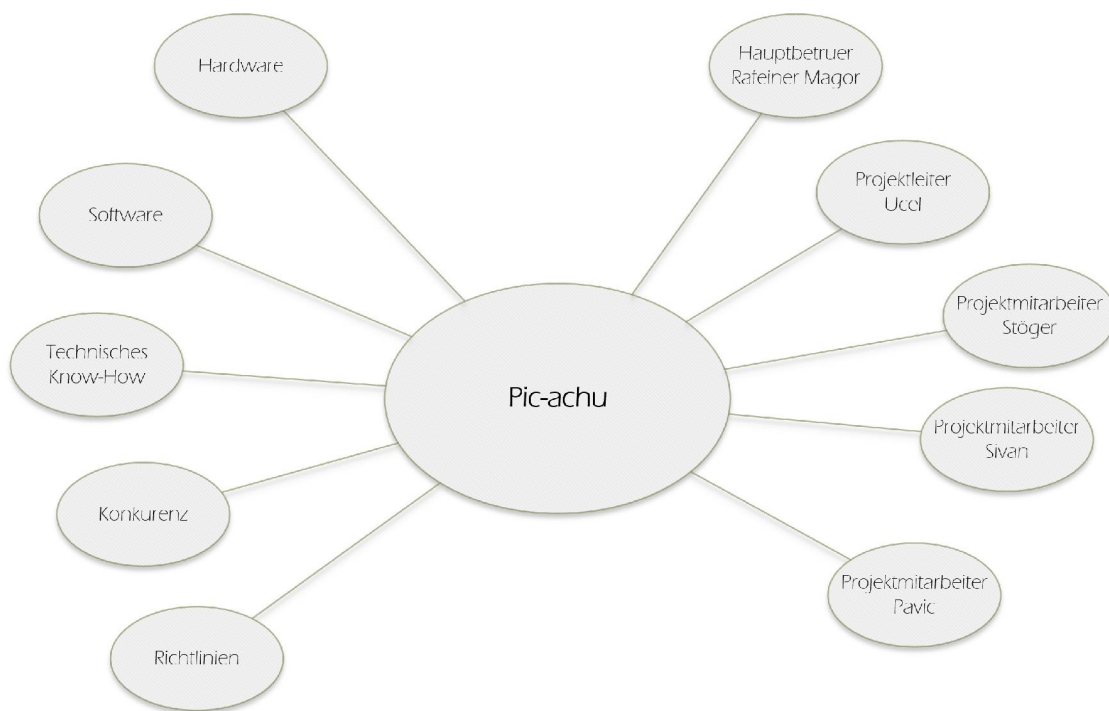 Hardware
Hauptbetruer
Rafeiner Magor
Software
Projektleiter
Ucel
Technisches
Know-How
Projektmitarbeiter
Stöger
Pic-achu
Projektmitarbeiter
Sivan
Konkurenz
Projektmitarbeiter
Pavic
Richtlinien